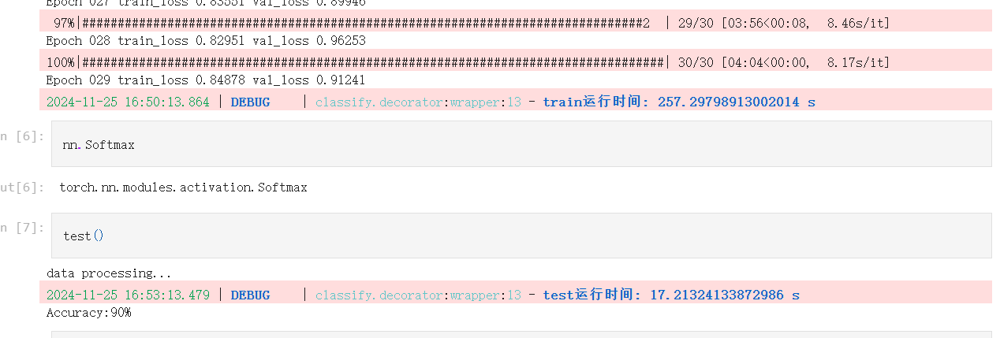 Epoch 027 train_loss 0.83551 val_loss 0.89946
97%|################################################################################2 | 29/30 [03:56<00:08, 8.46s/it]
Epoch 028 train_loss 0.82951 val_loss 0.96253
100%|###################################################################################| 30/30 [04:04<00:00, 8.17s/it]
Epoch 029 train_loss 0.84878 val_loss 0.91241
2024-11-25 16:50:13.864 | DEBUG | classify.decorator:wrapper:13 - train运行时间: 257.29798913002014 s
n [6]:
nn.Softmax
ut[6]:
torch.nn.modules.activation.Softmax
n [7]:
test()
data processing...
2024-11-25 16:53:13.479 | DEBUG | classify.decorator:wrapper:13 - test运行时间: 17.21324133872986 s
Accuracy:90%